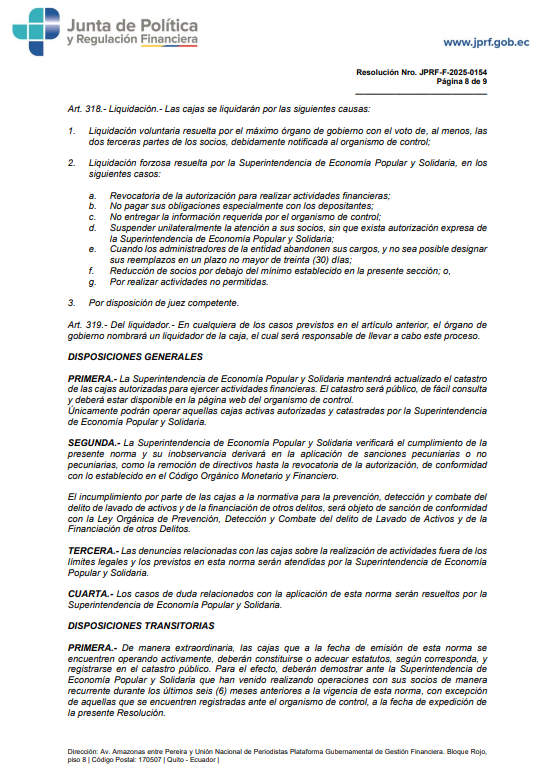 Junta de Política
y Regulación Financiera
www.jprf.gob.ec
Resolución Nro. JPRF-F-2025-0154
Página 8 de 9
Art. 318.- Liquidación.- Las cajas se liquidarán por las siguientes causas:
1. Liquidación voluntaria resuelta por el máximo órgano de gobierno con el voto de, al menos, las
dos terceras partes de los socios, debidamente notificada al organismo de control;
2. Liquidación forzosa resuelta por la Superintendencia de Economía Popular y Solidaria, en los
siguientes casos:
a. Revocatoria de la autorización para realizar actividades financieras;
b. No pagar sus obligaciones especialmente con los depositantes;
c. No entregar la información requerida por el organismo de control;
d. Suspender unilateralmente la atención a sus socios, sin que exista autorización expresa de
la Superintendencia de Economía Popular y Solidaria;
e. Cuando los administradores de la entidad abandonen sus cargos, y no sea posible designar
sus reemplazos en un plazo no mayor de treinta (30) días;
f. Reducción de socios por debajo del mínimo establecido en la presente sección; o,
g. Por realizar actividades no permitidas.
3. Por disposición de juez competente.
Art. 319.- Del liquidador.- En cualquiera de los casos previstos en el artículo anterior, el órgano de
gobierno nombrará un liquidador de la caja, el cual será responsable de llevar a cabo este proceso.
DISPOSICIONES GENERALES
PRIMERA.- La Superintendencia de Economía Popular y Solidaria mantendrá actualizado el catastro
de las cajas autorizadas para ejercer actividades financieras. El catastro será público, de fácil consulta
y deberá estar disponible en la página web del organismo de control.
Únicamente podrán operar aquellas cajas activas autorizadas y catastradas por la Superintendencia
de Economía Popular y Solidaria.
SEGUNDA.- La Superintendencia de Economía Popular y Solidaria verificará el cumplimiento de la
presente norma y su inobservancia derivará en la aplicación de sanciones pecuniarias o no
pecuniarias, como la remoción de directivos hasta la revocatoria de la autorización, de conformidad
con lo establecido en el Código Orgánico Monetario y Financiero.
El incumplimiento por parte de las cajas a la normativa para la prevención, detección y combate del
delito de lavado de activos y de la financiación de otros delitos, será objeto de sanción de conformidad
con la Ley Orgánica de Prevención, Detección y Combate del delito de Lavado de Activos y de la
Financiación de otros Delitos.
TERCERA.- Las denuncias relacionadas con las cajas sobre la realización de actividades fuera de los
límites legales y los previstos en esta norma serán atendidas por la Superintendencia de Economía
Popular y Solidaria.
CUARTA.- Los casos de duda relacionados con la aplicación de esta norma serán resueltos por la
Superintendencia de Economía Popular y Solidaria.
DISPOSICIONES TRANSITORIAS
PRIMERA.- De manera extraordinaria, las cajas que a la fecha de emisión de esta norma se
encuentren operando activamente, deberán constituirse o adecuar estatutos, según corresponda, y
registrarse en el catastro público. Para el efecto, deberán demostrar ante la Superintendencia de
Economía Popular y Solidaria que han venido realizando operaciones con sus socios de manera
recurrente durante los últimos seis (6) meses anteriores a la vigencia de esta norma, con excepción
de aquellas que se encuentren registradas ante el organismo de control, a la fecha de expedición de
la presente Resolución.
Dirección: Av. Amazonas entre Pereira y Unión Nacional de Periodistas Plataforma Gubernamental de Gestión Financiera. Bloque Rojo,
piso 8 | Código Postal: 170507 | Quito - Ecuador |